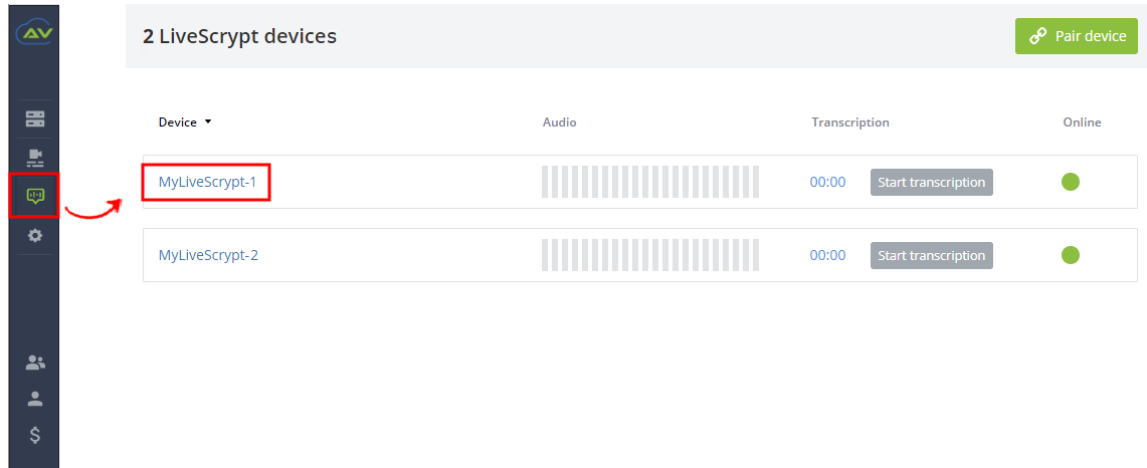 AV
2 LiveScrypt devices
Pair device
Device Audio Transcription Online
MyLiveScrypt-1 00:00 Start transcription
MyLiveScrypt-2 00:00 Start transcription
$